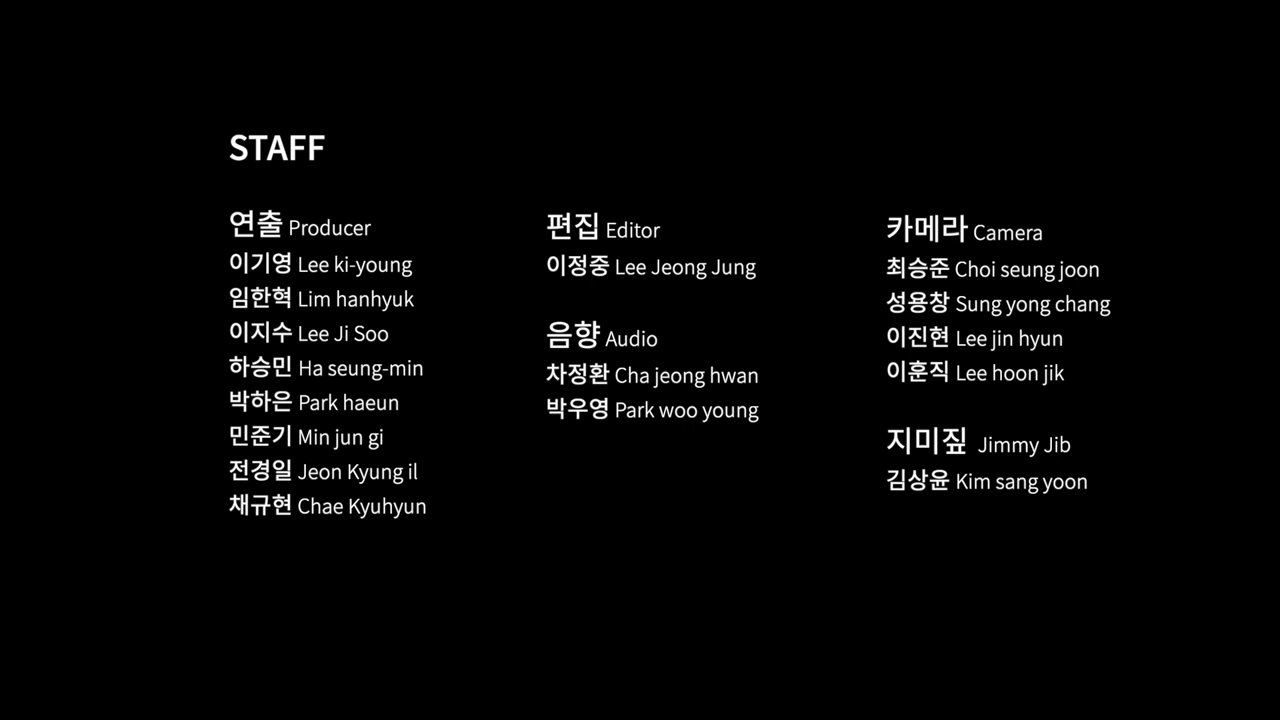 STAFF
연출 Producer
이기영 Lee ki-young
임한혁 Lim hanhyuk
이지수 Lee Ji Soo
하승민 Ha seung-min
박하은 Park haeun
민준기 Min jun gi
전경일 Jeon Kyung il
채규현 Chae Kyuhyun
편집 Editor
이정중 Lee Jeong Jung
음향 Audio
차정환 Cha jeong hwan
박우영 Park woo young
카메라 Camera
최승준 Choi seung joon
성용창 Sung yong chang
이진현 Lee jin hyun
이훈직 Lee hoon jik
지미짚 Jimmy Jib
김상윤 Kim sang yoon